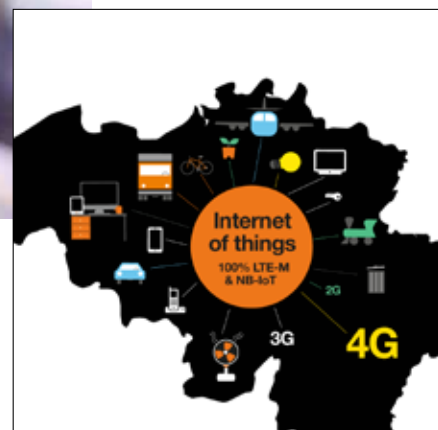 Internet
of things
100% LTE-M
& NB-IoT
2G
3G
4G